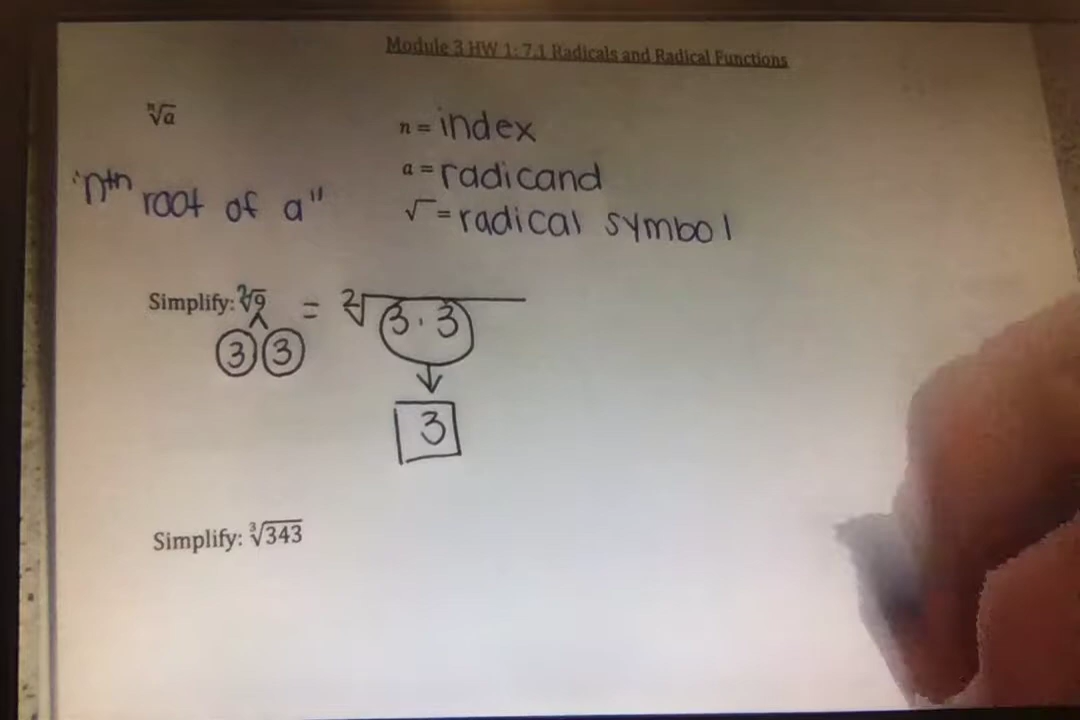 Module 3 HW 1: 7.1 Radicals and Radical Functions
ⁿ√a
n = index
"nth root of a"
a = radicand
√ = radical symbol
Simplify: ²√9 = ²√3 · 3
3 3
3
Simplify: ³√343